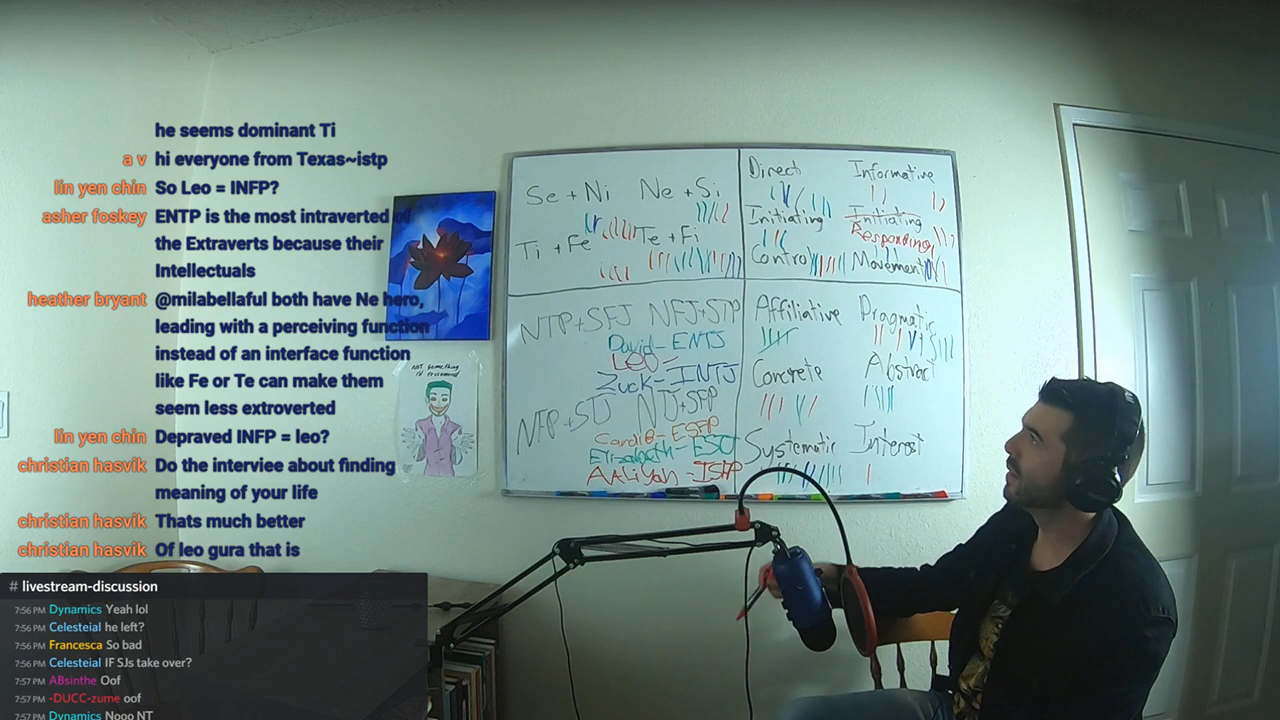 he seems dominant Ti
a v hi everyone from Texas~istp
lin yen chin So Leo = INFP?
asher foskey ENTP is the most intraverted of
the Extraverts because their
Intellectuals
heather bryant @milabellaful both have Ne hero,
leading with a perceiving function
instead of an interface function
like Fe or Te can make them
seem less extroverted
lin yen chin Depraved INFP = leo?
christian hasvik Do the interviee about finding
meaning of your life
christian hasvik Thats much better
christian hasvik Of leo gura that is
# livestream-discussion
7:56 PM Dynamics Yeah lol
7:56 PM Celesteial he left?
7:56 PM Francesca So bad
7:56 PM Celesteial IF SJs take over?
7:57 PM ABsinthe Oof
7:57 PM -DUCC-zume oof
7:57 PM Dynamics Nooo NT
NOT something
I'd recommend
Se + Ni Ne + Si
Ti + Fe Te + Fi
NTP+SFJ NFJ+STP
David - ENTJ
Leo -
Zuck - INTJ
NFP + STJ NTJ+SFP
Cardi B - ESFP
Elizabeth - EST
Aaliyah - ISFP
Direct Informative
Initiating Initiating
Responding
Control Movement
Affiliative Pragmatic
Concrete Abstract
Systematic Interest